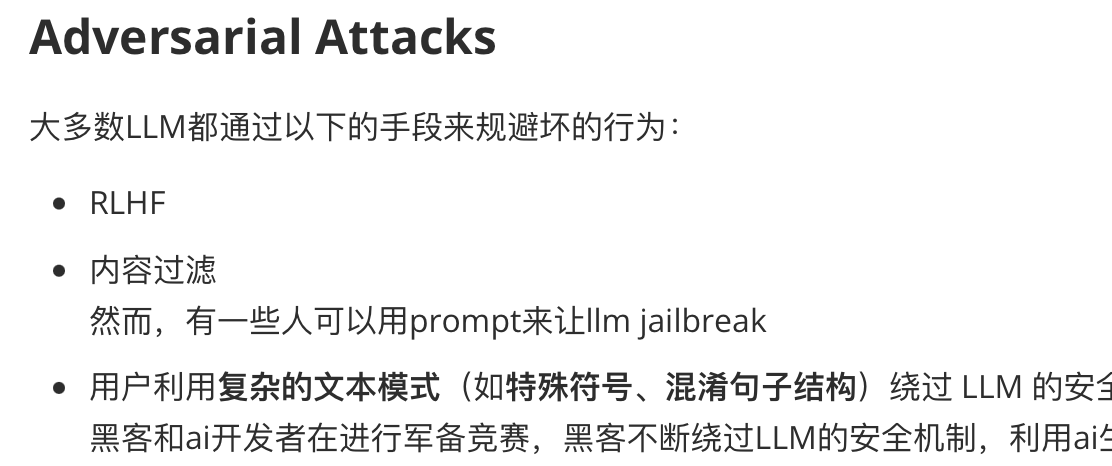 Adversarial Attacks
大多数LLM都通过以下的手段来规避坏的行为：
RLHF
内容过滤
然而，有一些人可以用prompt来让llm jailbreak
用户利用复杂的文本模式（如特殊符号、混淆句子结构）绕过 LLM 的安全
黑客和ai开发者在进行军备竞赛，黑客不断绕过LLM的安全机制，利用ai生